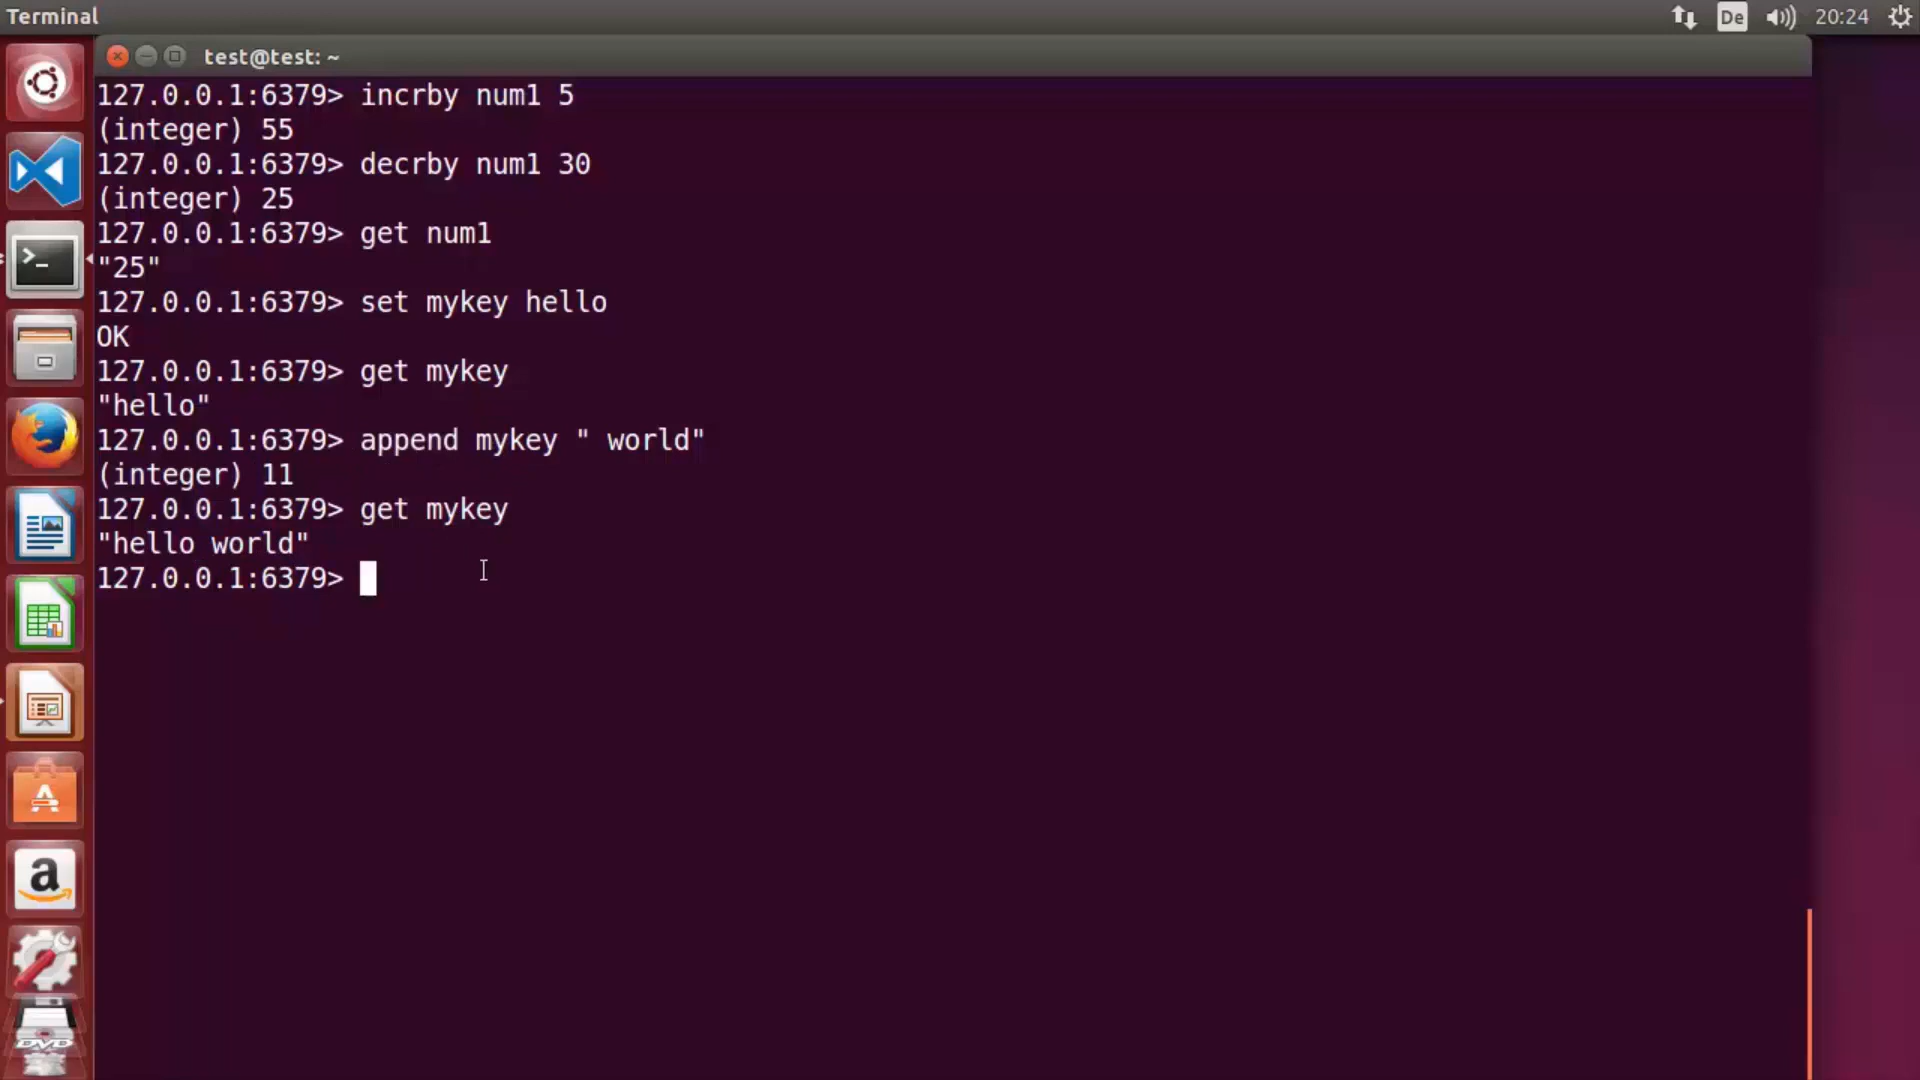 Terminal
De
20:24
test@test: ~
127.0.0.1:6379> incrby num1 5
(integer) 55
127.0.0.1:6379> decrby num1 30
(integer) 25
127.0.0.1:6379> get num1
"25"
127.0.0.1:6379> set mykey hello
OK
127.0.0.1:6379> get mykey
"hello"
127.0.0.1:6379> append mykey " world"
(integer) 11
127.0.0.1:6379> get mykey
"hello world"
127.0.0.1:6379>
DVD